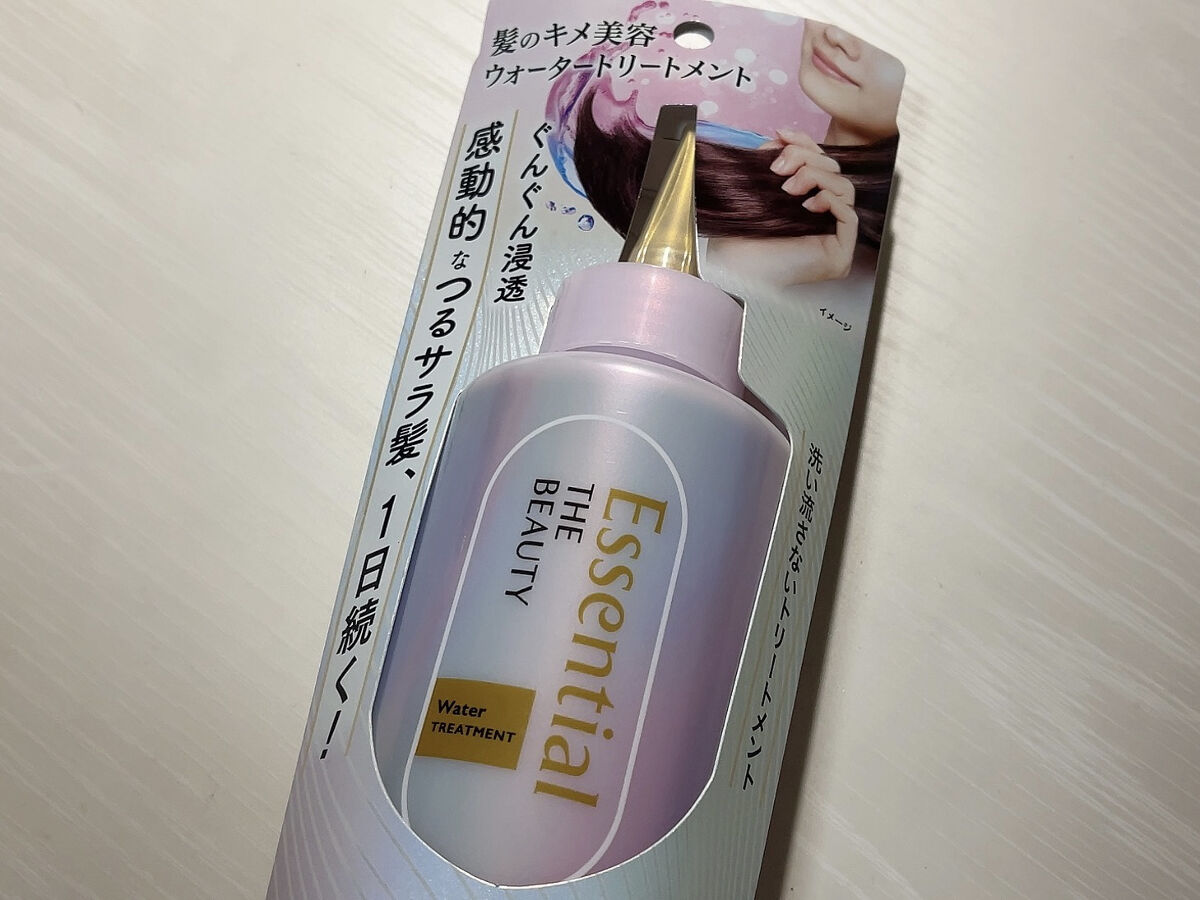 髪のキメ美容
ウォータートリートメント
ぐんぐん浸透
感動的なつるサラ髪、1日続く!
イメージ
洗い流さないトリートメント
Essential
THE
BEAUTY
Water
TREATMENT